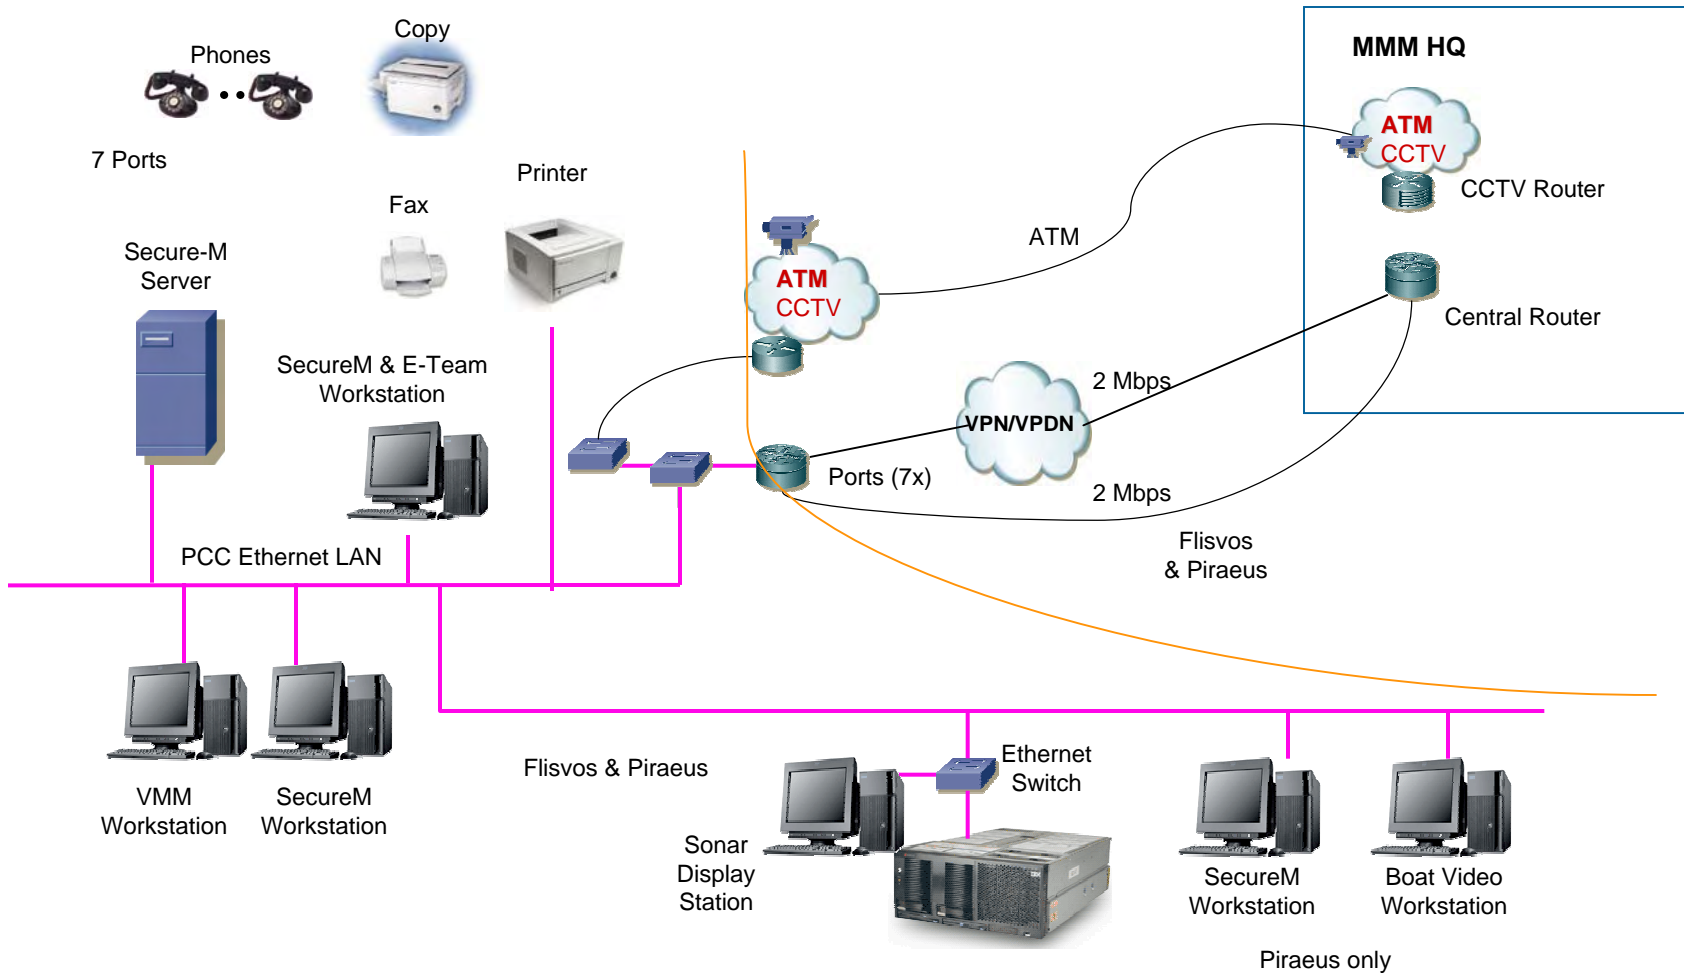 Copy
Phones
MMM HQ
ATM
CCTV
7 Ports
Printer
CCTV Router
Fax
ATM
Secure-M
Server
ATM
CCTV
Central Router
SecureM & E-Team
Workstation
2 Mbps
VPN/VPDN
Ports (7x)
2 Mbps
Flisvos
& Piraeus
PCC Ethernet LAN
Flisvos & Piraeus
Ethernet
Switch
VMM
Workstation
SecureM
Workstation
Sonar
Display
Station
SecureM
Workstation
Boat Video
Workstation
Piraeus only